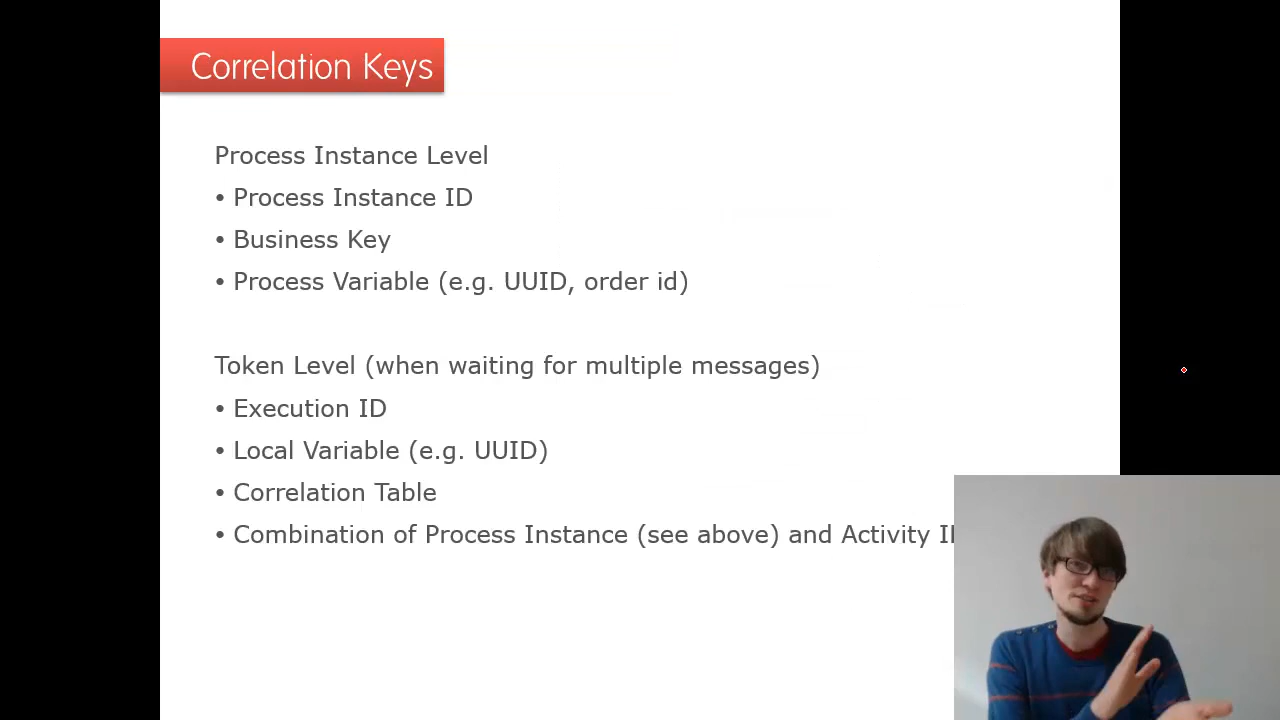 Correlation Keys
Process Instance Level
• Process Instance ID
• Business Key
• Process Variable (e.g. UUID, order id)
Token Level (when waiting for multiple messages)
• Execution ID
• Local Variable (e.g. UUID)
• Correlation Table
• Combination of Process Instance (see above) and Activity